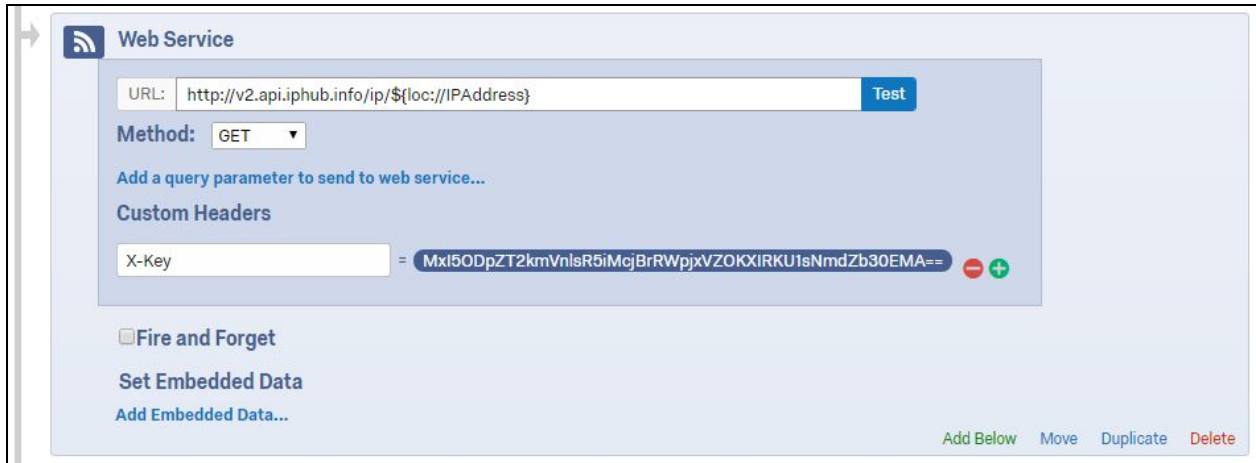 Web Service
URL: http://v2.api.iphub.info/ip/${loc://IPAddress} Test
Method: GET
Add a query parameter to send to web service...
Custom Headers
X-Key = MxI5ODpZT2kmVnlsR5iMcjBrRWpjxVZOKXIRKU1sNmdZb30EMA==
Fire and Forget
Set Embedded Data
Add Embedded Data...
Add Below Move Duplicate Delete